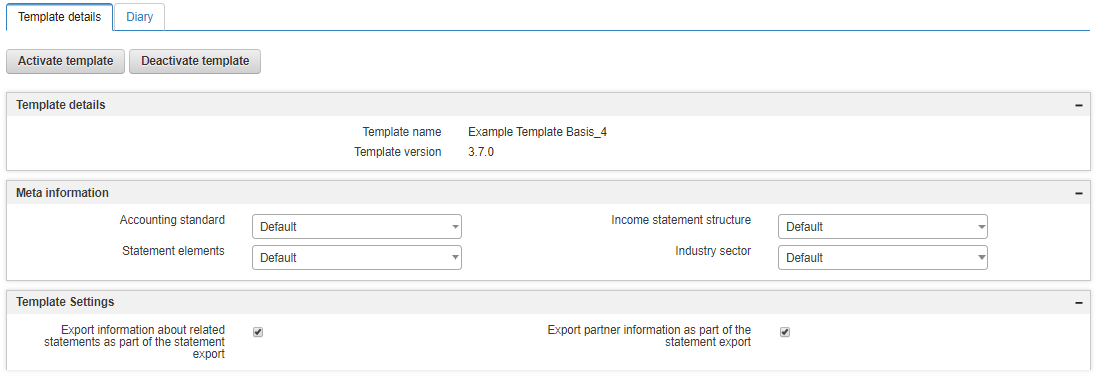 Template details
Diary
Activate template
Deactivate template
Template details
Template name
Example Template Basis_4
Template version
3.7.0
Meta information
Accounting standard
Default
Income statement structure
Default
Statement elements
Default
Industry sector
Default
Template Settings
Export information about related
statements as part of the statement
export
Export partner information as part of the
statement export